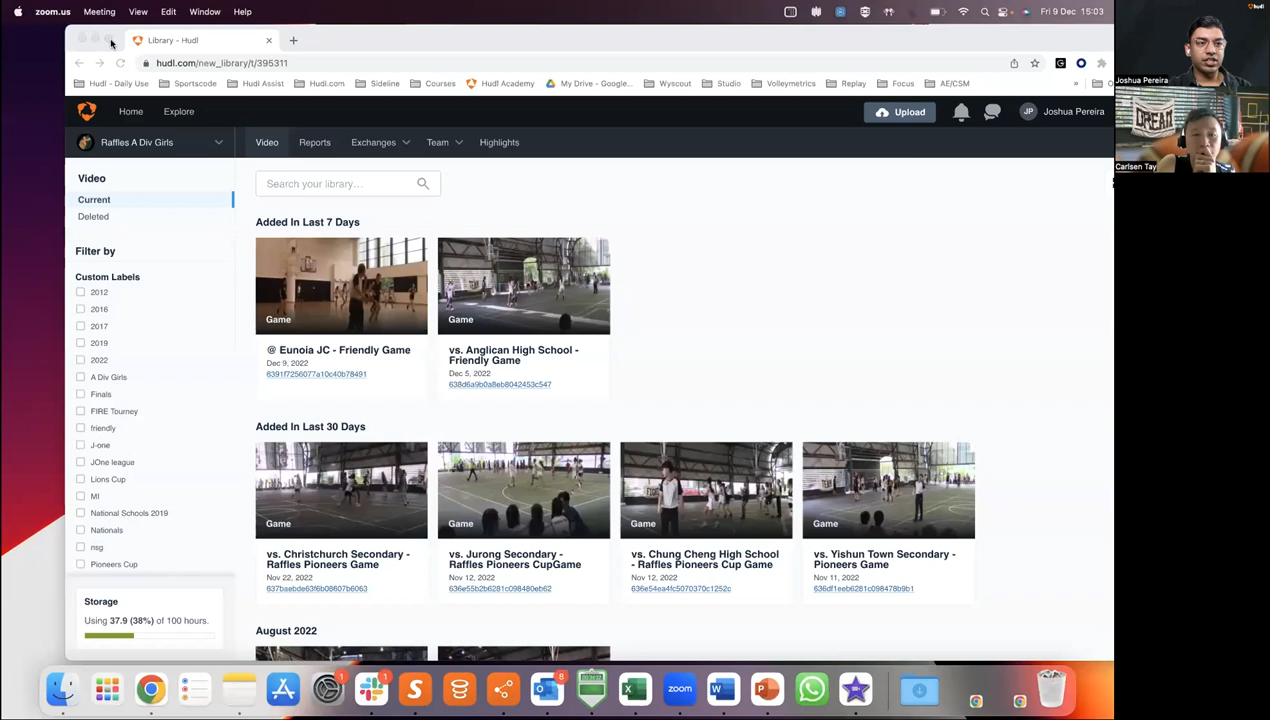 zoom.us Meeting View Edit Window Help
Fri 9 Dec 15:03
hudl
Library - Hudl
hudl.com/new_library/t/395311
Hudl - Daily Use Sportscode Hudl Assist Hudl.com Sideline Courses Hudl Academy My Drive - Google... Wyscout Studio Volleymetrics Replay Focus AE/CSM »
Joshua Pereira
DREAM
Carlsen Tay
Home Explore Upload JP Joshua Pereira
Raffles A Div Girls Video Reports Exchanges Team Highlights
Video
Current
Deleted
Filter by
Custom Labels
2012
2016
2017
2019
2022
A Div Girls
Finals
FIRE Tourney
friendly
J-one
JOne league
Lions Cup
MI
National Schools 2019
Nationals
nsg
Pioneers Cup
Storage
Using 37.9 (38%) of 100 hours.
Search your library...
Added In Last 7 Days
Game
@ Eunoia JC - Friendly Game
Dec 9, 2022
6391f7256077a10c40b78491
Game
vs. Anglican High School -
Friendly Game
Dec 5, 2022
638d6a9b0a8eb8042453c547
Added In Last 30 Days
Game
vs. Christchurch Secondary -
Raffles Pioneers Game
Nov 22, 2022
637baebde63f6b08607b6063
Game
vs. Jurong Secondary -
Raffles Pioneers CupGame
Nov 12, 2022
636e55b2b6281c098480eb62
Game
vs. Chung Cheng High School
- Raffles Pioneers Cup Game
Nov 12, 2022
636e54ea4fc5070370c1252c
Game
vs. Yishun Town Secondary -
Pioneers Game
Nov 11, 2022
636df1eeb6281c098478b9b1
August 2022
1 1 8
zoom